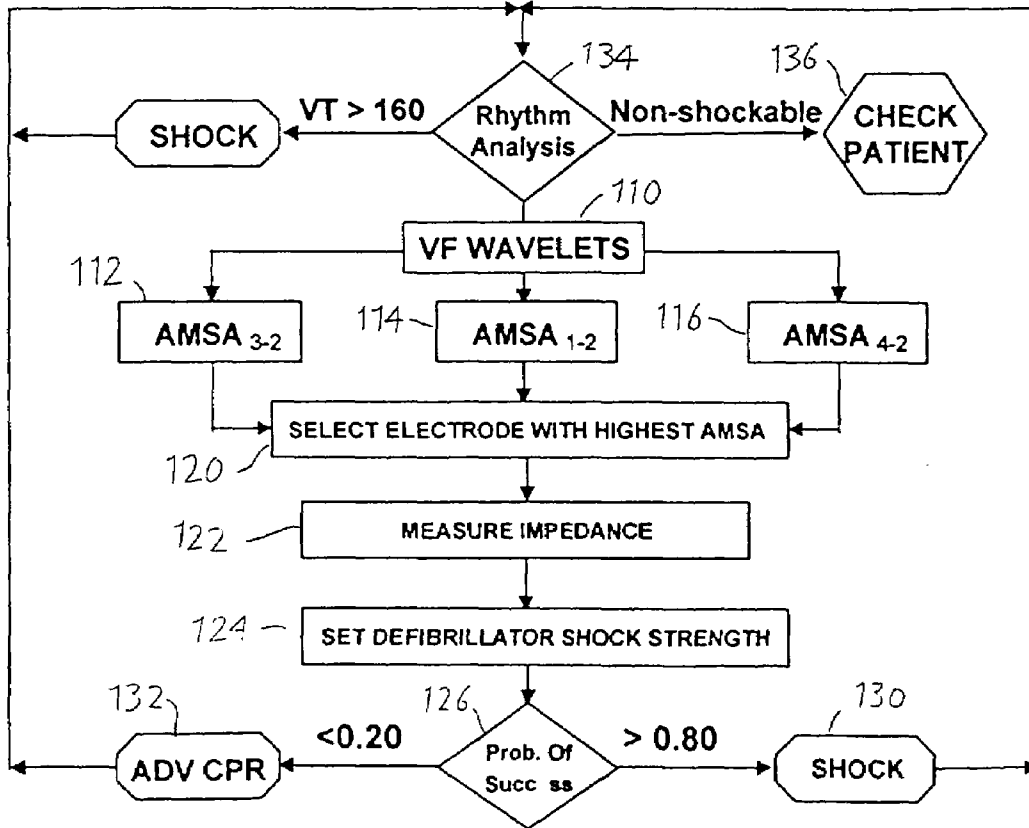 134
136
SHOCK
VT > 160
Rhythm
Analysis
Non-shockable
CHECK
PATIENT
110
VF WAVELETS
112
AMSA 3-2
114
AMSA 1-2
116
AMSA 4-2
SELECT ELECTRODE WITH HIGHEST AMSA
120
MEASURE IMPEDANCE
122
SET DEFIBRILLATOR SHOCK STRENGTH
124
132
126
130
<0.20
> 0.80
ADV CPR
Prob. Of
Succ ss
SHOCK